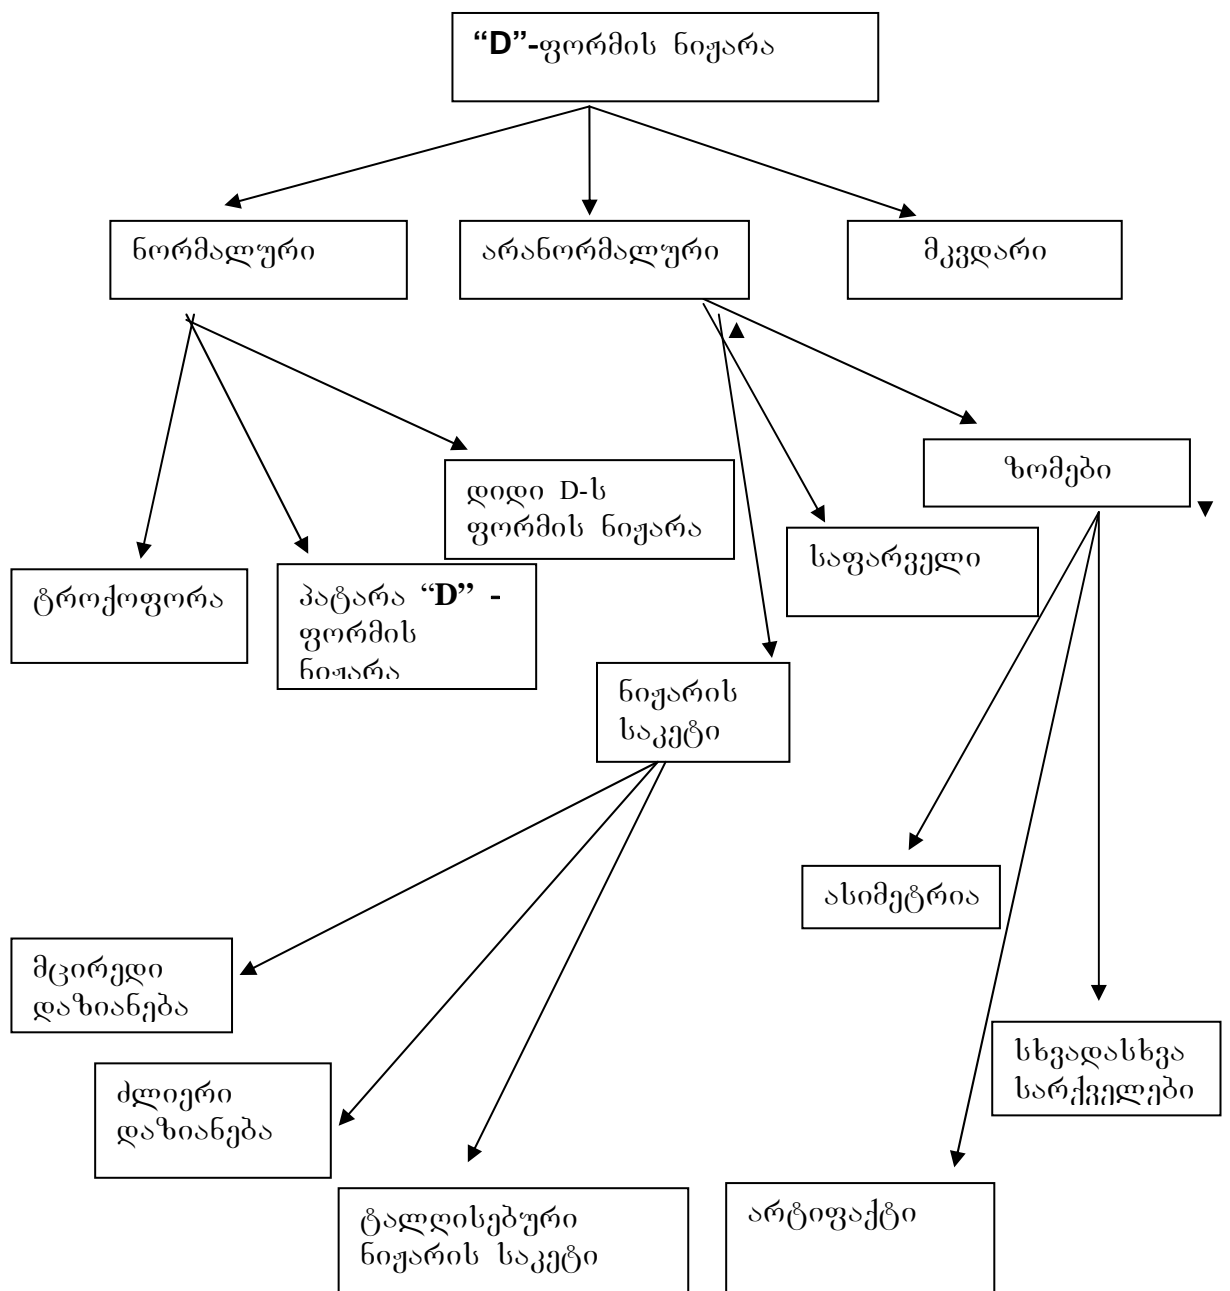 “D”-ფორმის ნიჟარა
ნორმალური
არანორმალური
მკვდარი
ზომები
დიდი D-ს
ფორმის ნიჟარა
საფარველი
ტროქოფორა
პატარა “D” -
ფორმის
ნიჟარა
ნიჟარის
საკეტი
ასიმეტრია
მცირედი
დაზიანება
სხვადასხვა
სარქველები
ძლიერი
დაზიანება
ტალღისებური
ნიჟარის საკეტი
არტიფაქტი